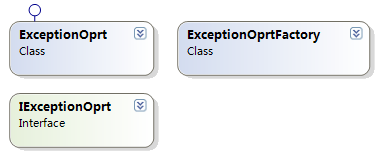 ExceptionOprt
Class
ExceptionOprtFactory
Class
IExceptionOprt
Interface